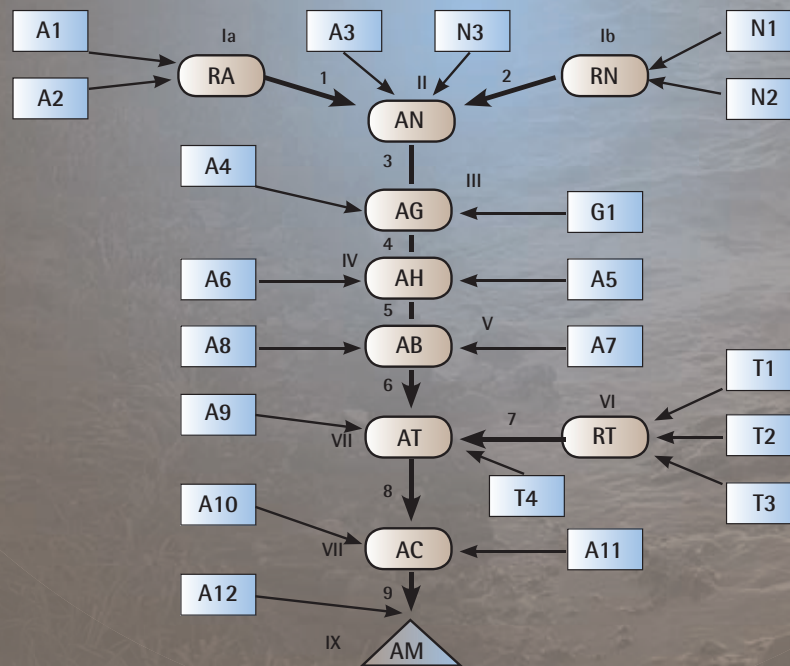 A1
Ia
A3
N3
Ib
N1
RA
1
II
2
RN
A2
N2
AN
3
A4
III
AG
G1
4
IV
A6
AH
A5
5
V
A8
AB
A7
6
T1
A9
VI
7
VII
AT
RT
T2
8
T4
T3
A10
VII
AC
A11
9
A12
IX
AM